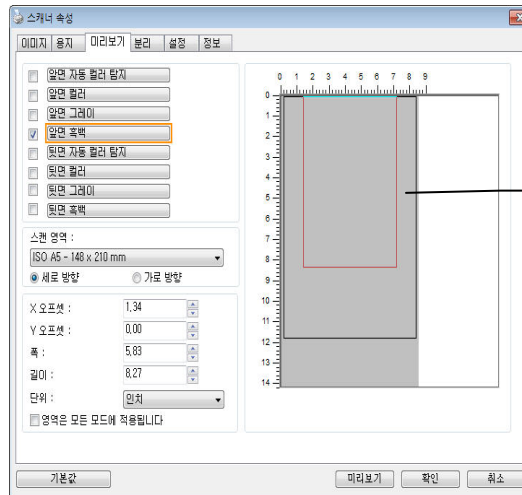 스캐너 속성
이미지 용지 미리보기 분리 설정 정보
앞면 자동 컬러 탐지
앞면 컬러
앞면 그레이
앞면 흑백
뒷면 자동 컬러 탐지
뒷면 컬러
뒷면 그레이
뒷면 흑백
스캔 영역 :
ISO A5 - 148 x 210 mm
세로 방향 가로 방향
X 오프셋 : 1,34
Y 오프셋 : 0,00
폭 : 5,83
길이 : 8,27
단위 : 인치
영역은 모든 모드에 적용됩니다
0 1 2 3 4 5 6 7 8 9
0
1
2
3
4
5
6
7
8
9
10
11
12
13
14
기본값 미리보기 확인 취소